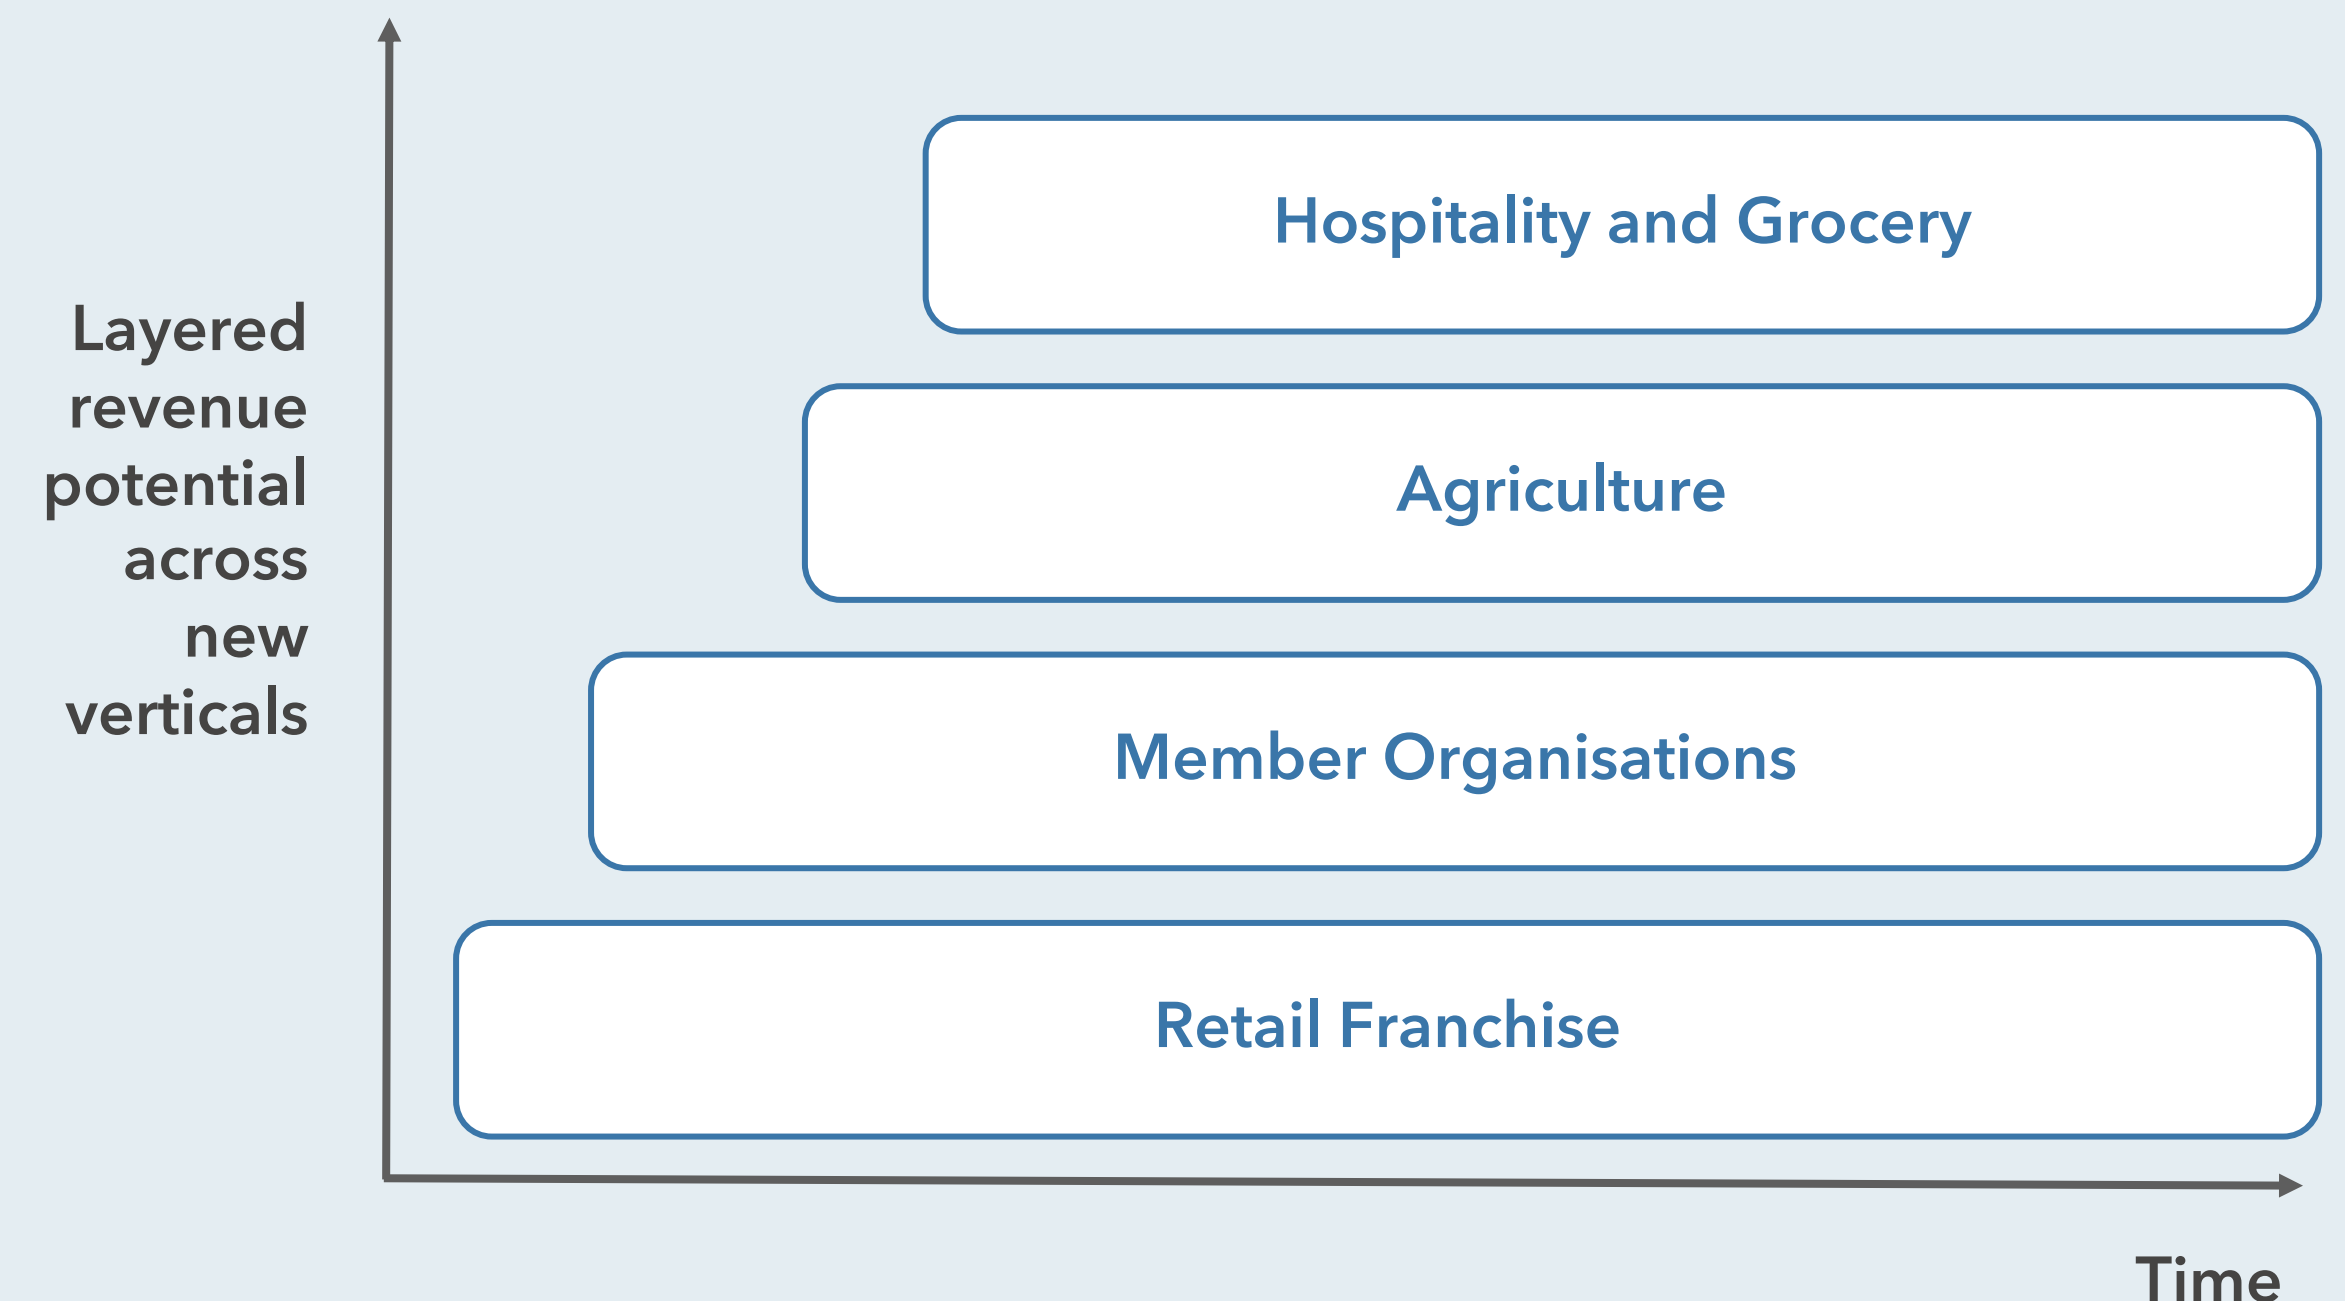 Layered
revenue
potential
across
new
verticals
Hospitality and Grocery
Agriculture
Member Organisations
Retail Franchise
Time